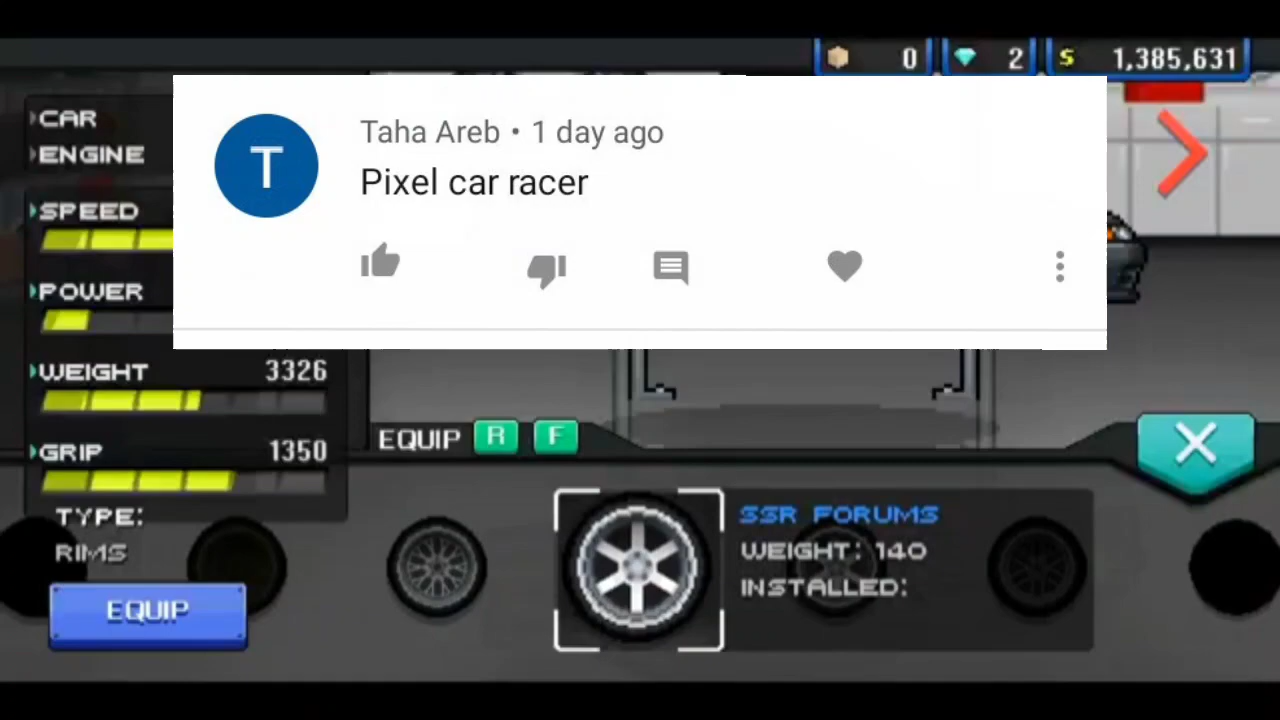 0 2 $ 1,385,631
CAR
ENGINE
Taha Areb • 1 day ago
T
Pixel car racer
SPEED
POWER
WEIGHT 3326
GRIP 1350
EQUIP R F
TYPE:
RIMS
EQUIP
SSR FORUMS
WEIGHT: 140
INSTALLED: